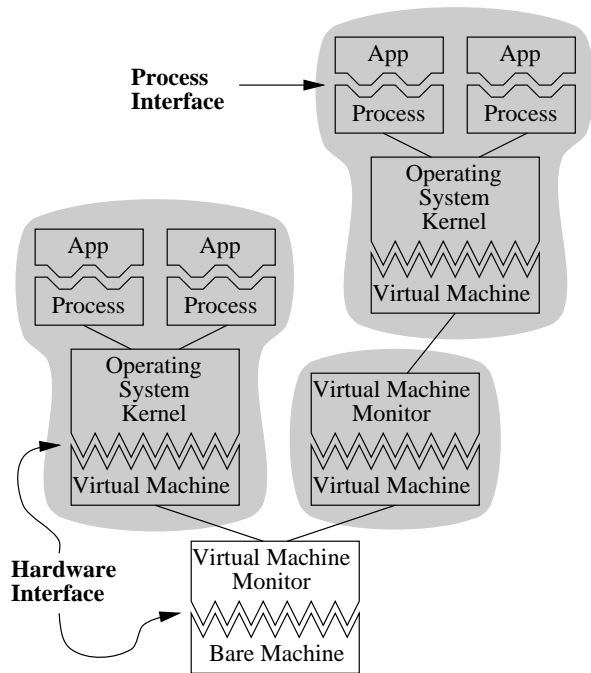 App
App
Process
Interface
Process
Process
Operating
System
Kernel
Virtual Machine
App
App
Process
Process
Operating
System
Kernel
Virtual Machine
Virtual Machine
Monitor
Virtual Machine
Hardware
Interface
Virtual Machine
Monitor
Bare Machine